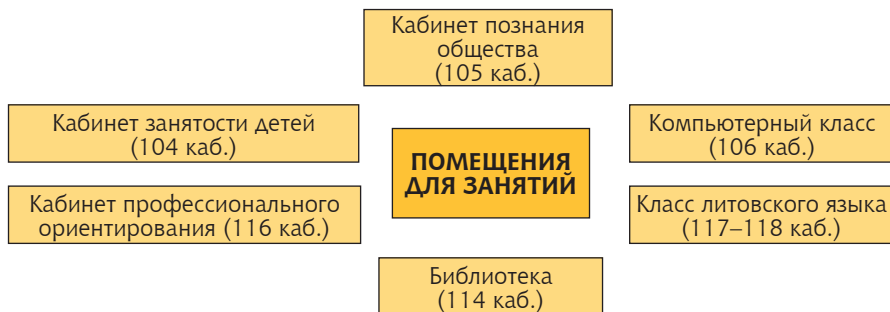 Кабинет познания
общества
(105 каб.)
Кабинет занятости детей
(104 каб.)
Компьютерный класс
(106 каб.)
ПОМЕЩЕНИЯ
ДЛЯ ЗАНЯТИЙ
Кабинет профессионального
ориентирования (116 каб.)
Класс литовского языка
(117–118 каб.)
Библиотека
(114 каб.)